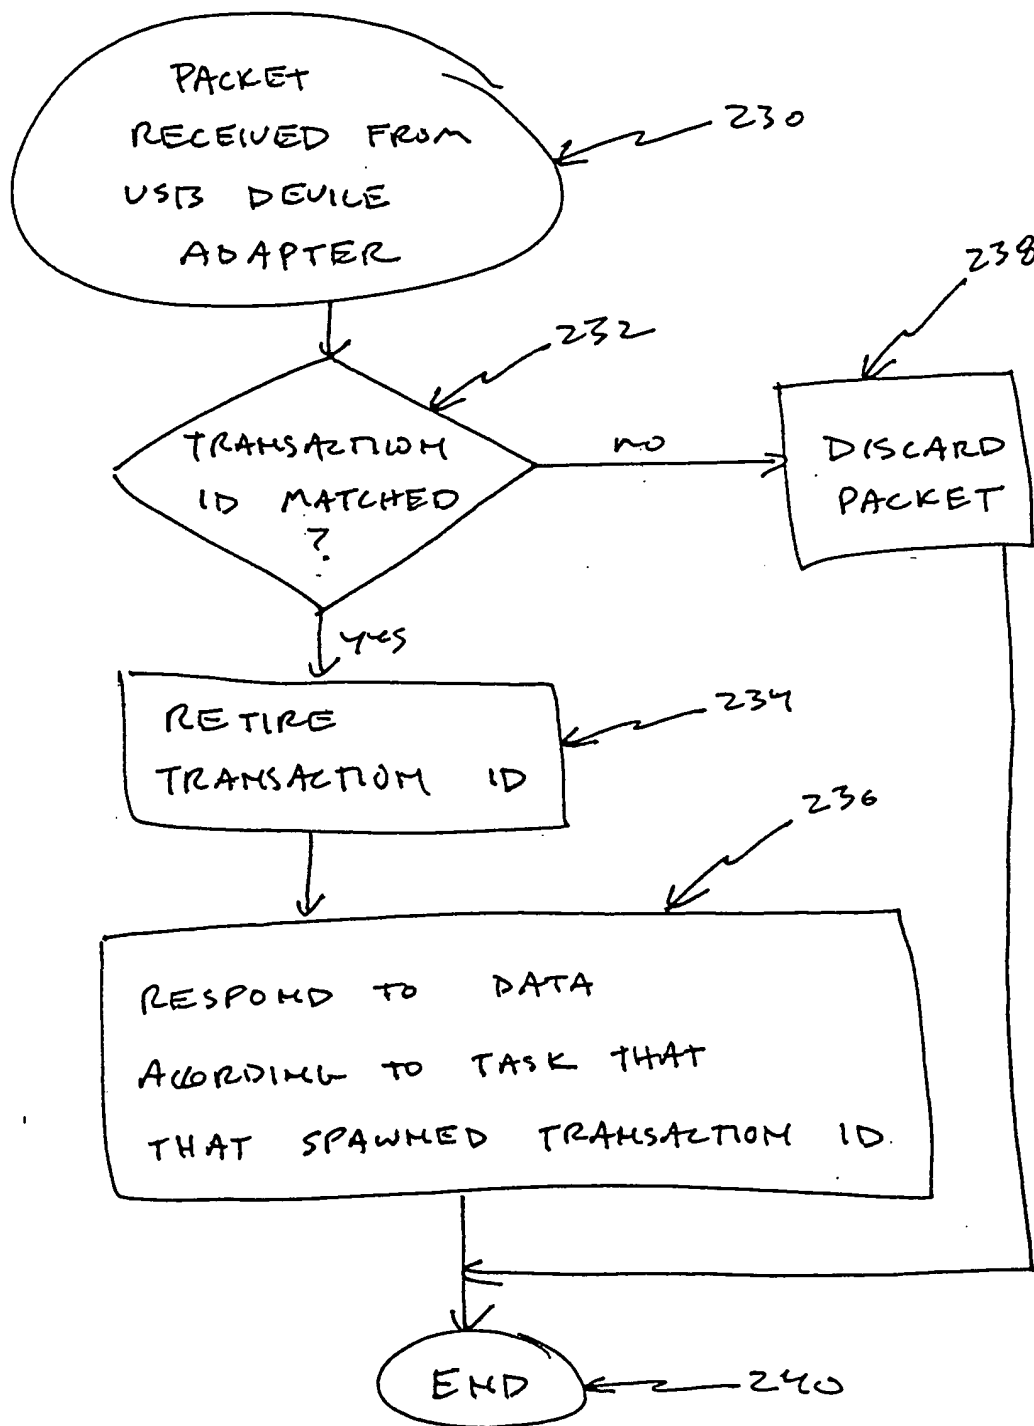 PACKET
RECEIVED FROM
USB DEVICE
ADAPTER
230
232
238
TRANSACTION
ID MATCHED
?
no
DISCARD
PACKET
yes
RETIRE
TRANSACTION ID
234
236
RESPOND TO DATA
ACCORDING TO TASK THAT
THAT SPAWNED TRANSACTION ID
END
240